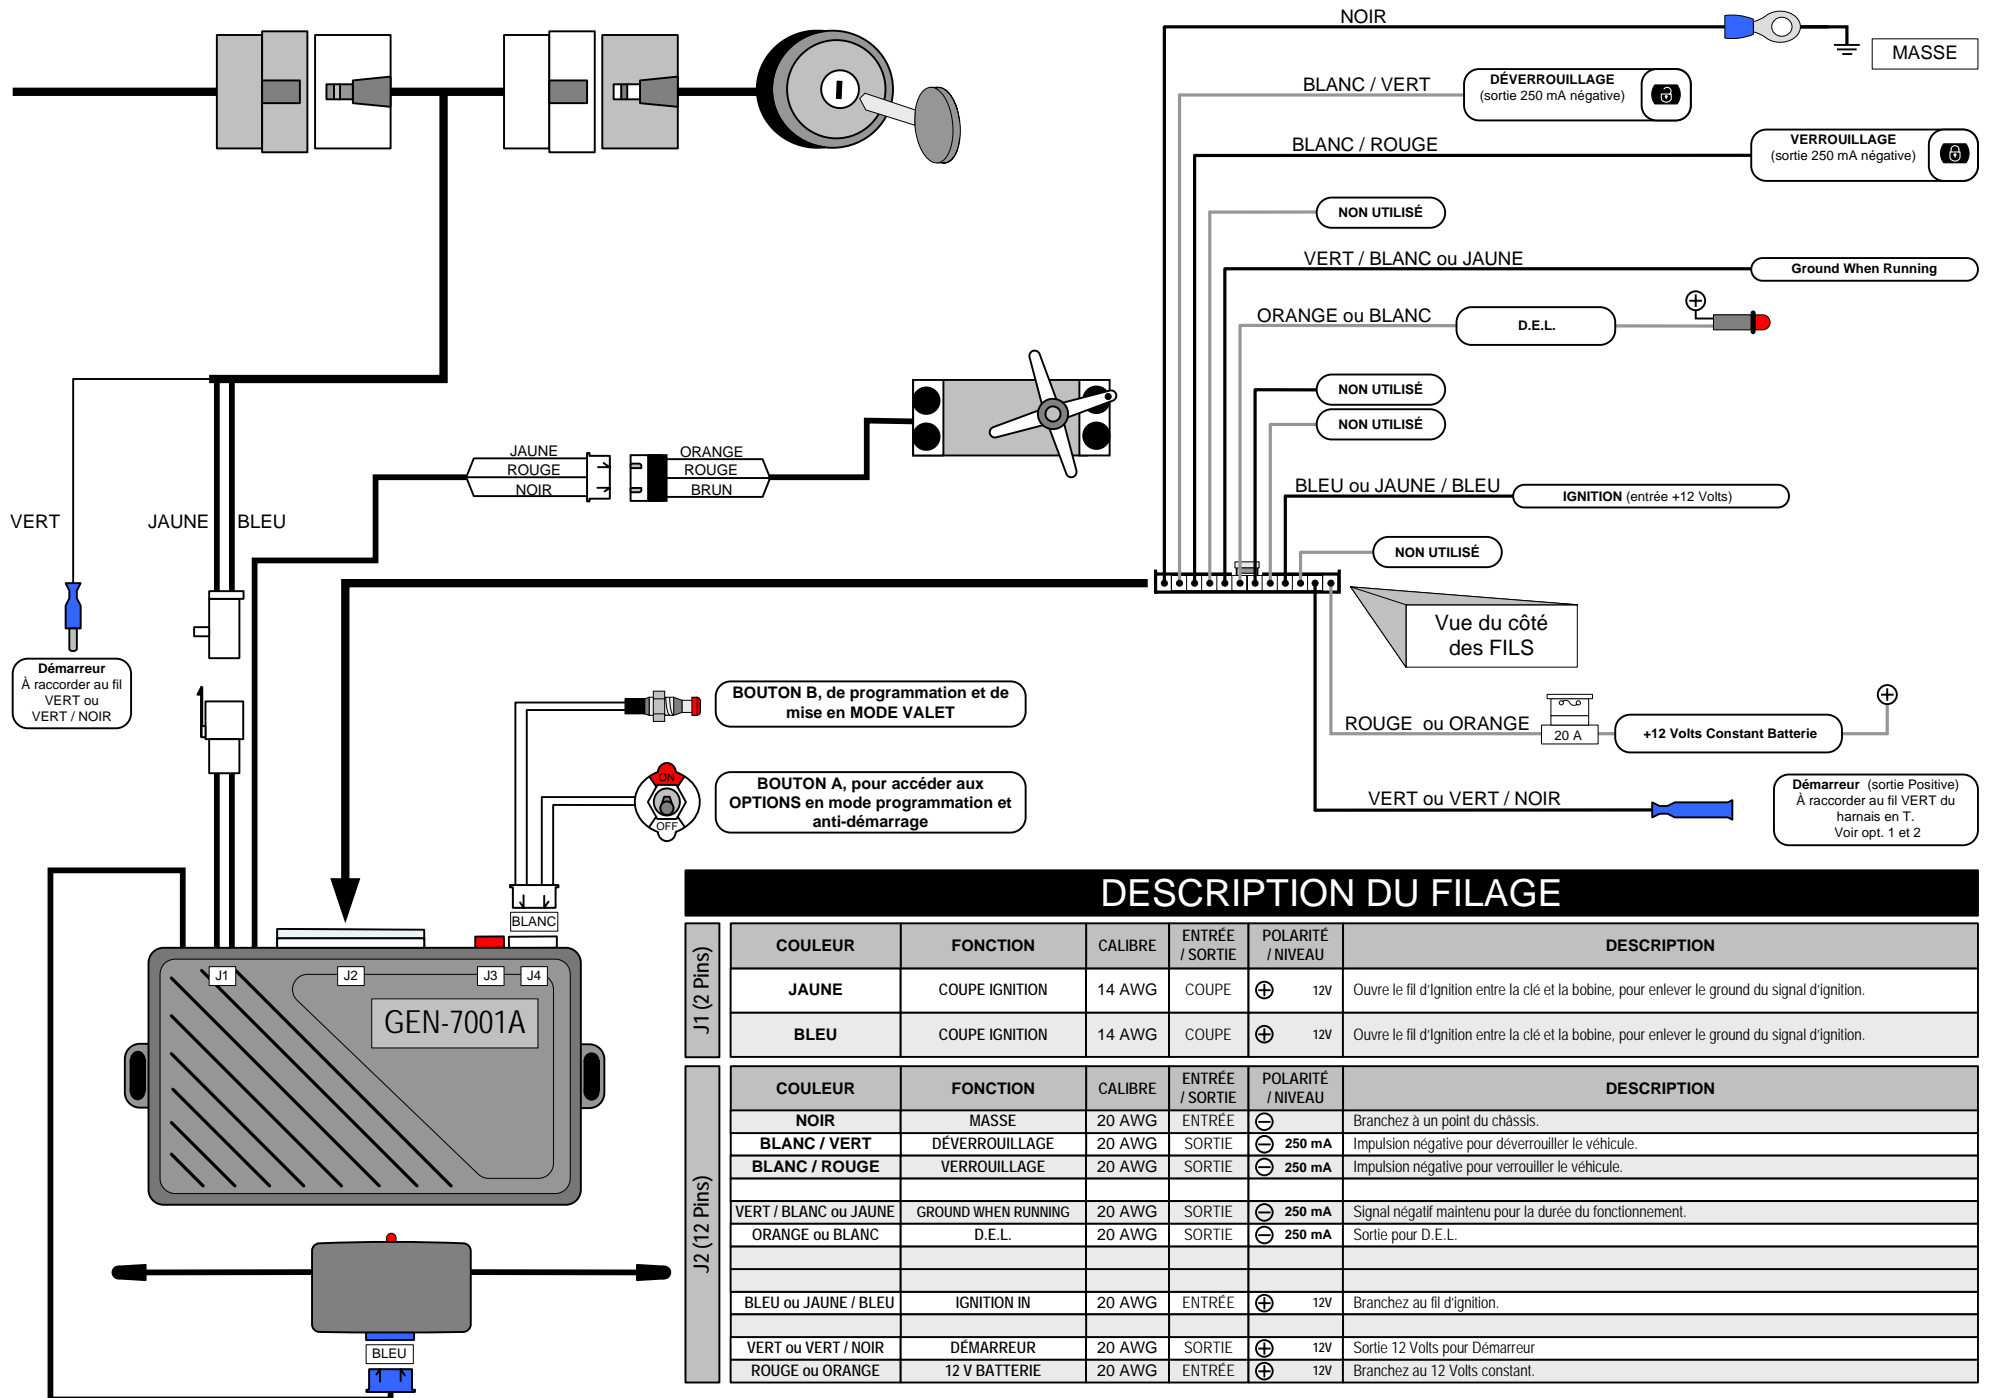 NOIR
MASSE
BLANC / VERT
DÉVERROUILLAGE
(sortie 250 mA négative)
BLANC / ROUGE
VERROUILLAGE
(sortie 250 mA négative)
NON UTILISÉ
VERT / BLANC ou JAUNE
Ground When Running
ORANGE ou BLANC
D.E.L.
NON UTILISÉ
NON UTILISÉ
BLEU ou JAUNE / BLEU
IGNITION (entrée +12 Volts)
NON UTILISÉ
Vue du côté
des FILS
ROUGE ou ORANGE
20 A
+12 Volts Constant Batterie
VERT ou VERT / NOIR
Démarreur (sortie Positive)
À raccorder au fil VERT du
harnais en T.
Voir opt. 1 et 2
JAUNE
ROUGE
NOIR
ORANGE
ROUGE
BRUN
VERT
JAUNE
BLEU
Démarreur
À raccorder au fil
VERT ou
VERT / NOIR
BOUTON B, de programmation et de
mise en MODE VALET
ON
OFF
BOUTON A, pour accéder aux
OPTIONS en mode programmation et
anti-démarrage
BLANC
J1
J2
J3
J4
GEN-7001A
BLEU
DESCRIPTION DU FILAGE
J1 (2 Pins)
COULEUR FONCTION CALIBRE ENTRÉE / SORTIE POLARITÉ / NIVEAU DESCRIPTION
JAUNE COUPE IGNITION 14 AWG COUPE 12V Ouvre le fil d'Ignition entre la clé et la bobine, pour enlever le ground du signal d'ignition.
BLEU COUPE IGNITION 14 AWG COUPE 12V Ouvre le fil d'Ignition entre la clé et la bobine, pour enlever le ground du signal d'ignition.
J2 (12 Pins)
COULEUR FONCTION CALIBRE ENTRÉE / SORTIE POLARITÉ / NIVEAU DESCRIPTION
NOIR MASSE 20 AWG ENTRÉE Branchez à un point du châssis.
BLANC / VERT DÉVERROUILLAGE 20 AWG SORTIE 250 mA Impulsion négative pour déverrouiller le véhicule.
BLANC / ROUGE VERROUILLAGE 20 AWG SORTIE 250 mA Impulsion négative pour verrouiller le véhicule.
VERT / BLANC ou JAUNE GROUND WHEN RUNNING 20 AWG SORTIE 250 mA Signal négatif maintenu pour la durée du fonctionnement.
ORANGE ou BLANC D.E.L. 20 AWG SORTIE 250 mA Sortie pour D.E.L.
BLEU ou JAUNE / BLEU IGNITION IN 20 AWG ENTRÉE 12V Branchez au fil d'ignition.
VERT ou VERT / NOIR DÉMARREUR 20 AWG SORTIE 12V Sortie 12 Volts pour Démarreur
ROUGE ou ORANGE 12 V BATTERIE 20 AWG ENTRÉE 12V Branchez au 12 Volts constant.